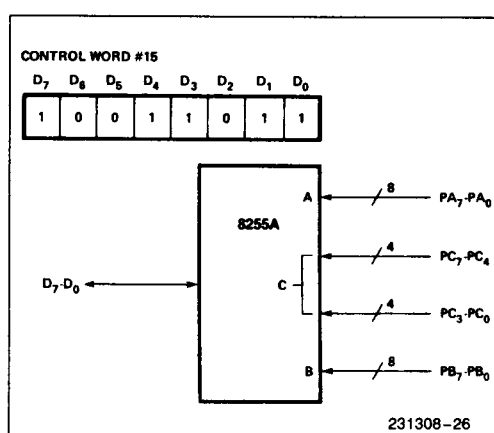 CONTROL WORD #15
D₇ D₆ D₅ D₄ D₃ D₂ D₁ D₀
1 0 0 1 1 0 1 1
8255A
A
8
PA₇-PA₀
4
PC₇-PC₄
D₇-D₀
C
4
PC₃-PC₀
B
8
PB₇-PB₀
231308-26